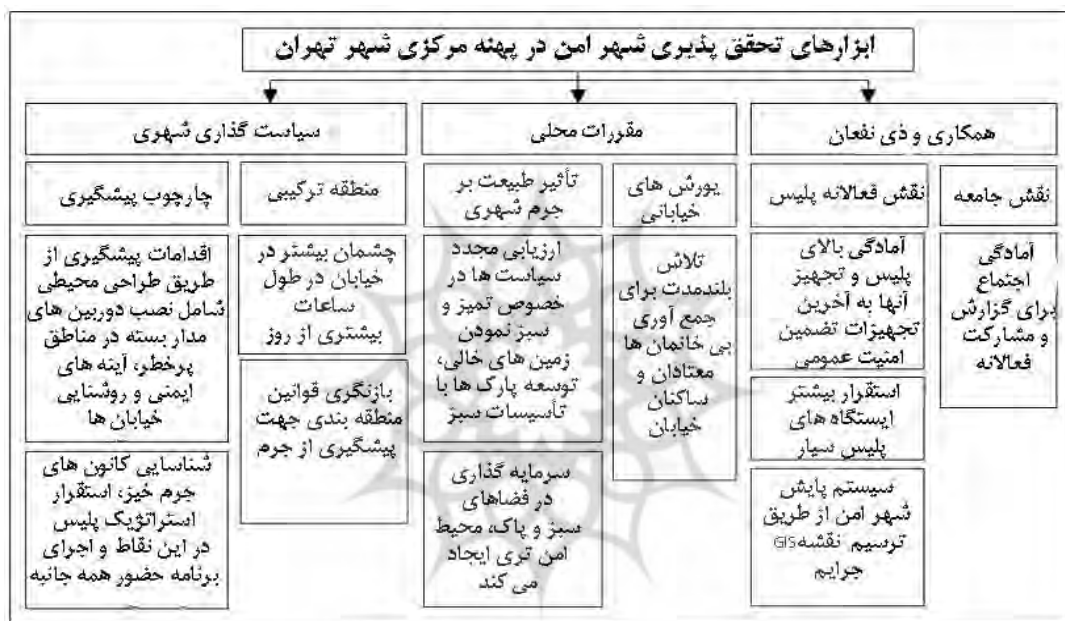 ابزارهای تحقق پذیری شهر امن در پهنه مرکزی شهر تهران
همکاری و ذی نفعان
مقررات محلی
سیاست گذاری شهری
نقش جامعه
آمادگی
اجتماع
برای گزارش
و مشارکت
فعالانه
نقش فعالانه پلیس
آمادگی بالای
پلیس و تجهیز
آنها به آخرین
تجهیزات تضمین
امنیت عمومی
استقرار بیشتر
ایستگاه های
پلیس سیار
سیستم پایش
شهر امن از طریق
ترسیم نقشه GIS
جرایم
یورش های
خیابانی
تلاش
بلندمدت برای
جمع آوری
بی خانمان ها
معتادان و
ساکنان
خیابان
تأثیر طبیعت بر
جرم شهری
ارزیابی مجدد
سیاست ها در
خصوص تمیز و
سبز نمودن
زمین های خالی،
توسعه پارک ها با
تأسیسات سبز
سرمایه گذاری
در فضاهای
سبز و پاک، محیط
امن تری ایجاد
می کند
منطقه ترکیبی
چشمان بیشتر در
خیابان در طول
ساعات
بیشتری از روز
بازنگری قوانین
منطقه بندی جهت
پیشگیری از جرم
چارچوب پیشگیری
اقدامات پیشگیری از
طریق طراحی محیطی
شامل نصب دوربین های
مدار بسته در مناطق
پرخطر، آینه های
ایمنی و روشنایی
خیابان ها
شناسایی کانون های
جرم خیز، استقرار
استراتژیک پلیس
در این نقاط و اجرای
برنامه حضور همه جانبه